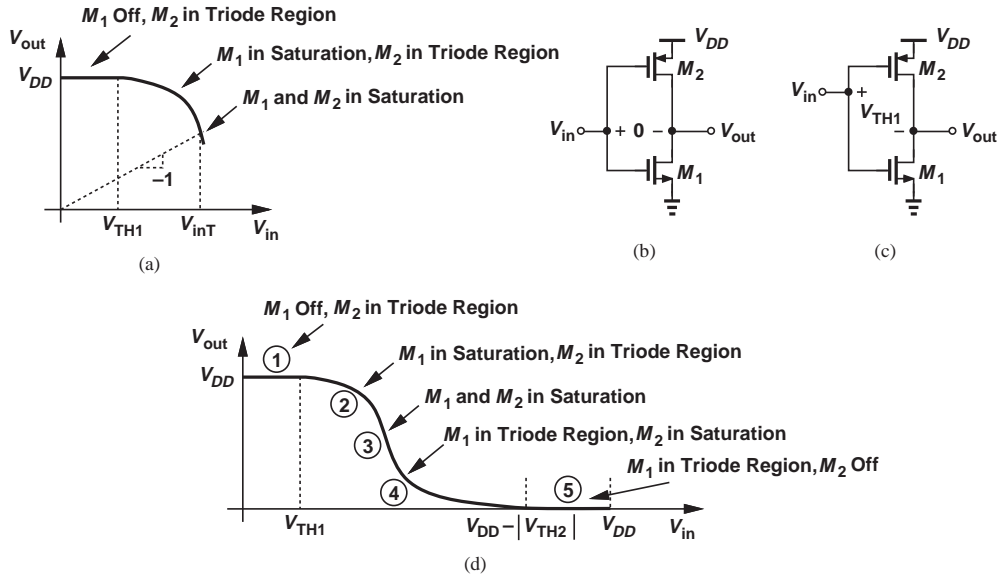 M1 Off, M2 in Triode Region
Vout
M1 in Saturation, M2 in Triode Region
VDD
M1 and M2 in Saturation
−1
VTH1
VinT
Vin
(a)
VDD
M2
Vin
+ 0 −
Vout
M1
(b)
VDD
M2
Vin
+
VTH1
−
Vout
M1
(c)
M1 Off, M2 in Triode Region
Vout
1
M1 in Saturation, M2 in Triode Region
VDD
2
M1 and M2 in Saturation
3
M1 in Triode Region, M2 in Saturation
M1 in Triode Region, M2 Off
4
5
VTH1
VDD − |VTH2|
VDD
Vin
(d)